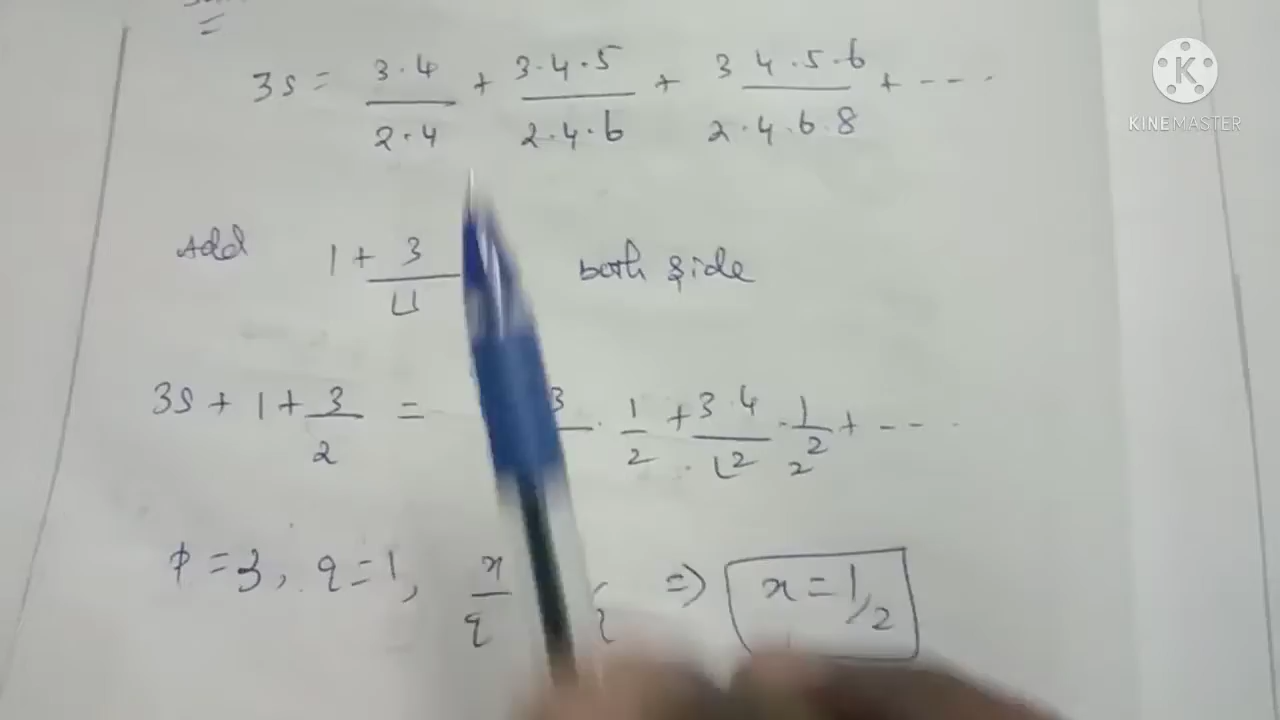 =
3s = 3·4/2·4 + 3·4·5/2·4·6 + 3 4·5·6/2·4·6·8 + ----
Add 1 + 3/4 both side
3s + 1 + 3/2 = 3 · 1/2 + 3·4/L2 · 1/2² + ----
p = 3, q = 1, x/q => x = 1/2
KINEMASTER